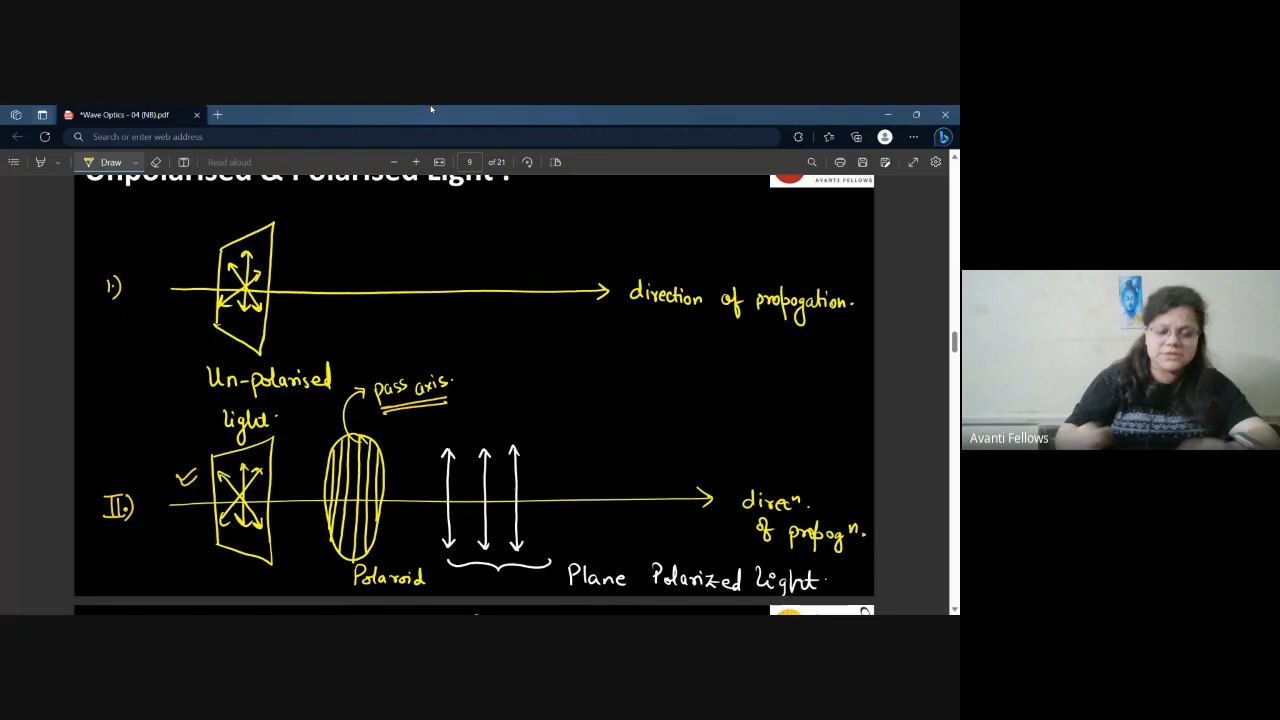 *Wave Optics - 04 (NB).pdf
Search or enter web address
Draw
Read aloud
9
of 21
Unpolarised & Polarised Light :
AVANTI FELLOWS
1.)
direction of propogation.
Un-polarised
light.
pass axis.
II.)
direcⁿ.
of propogⁿ.
Polaroid
Plane Polarized light.
Avanti Fellows